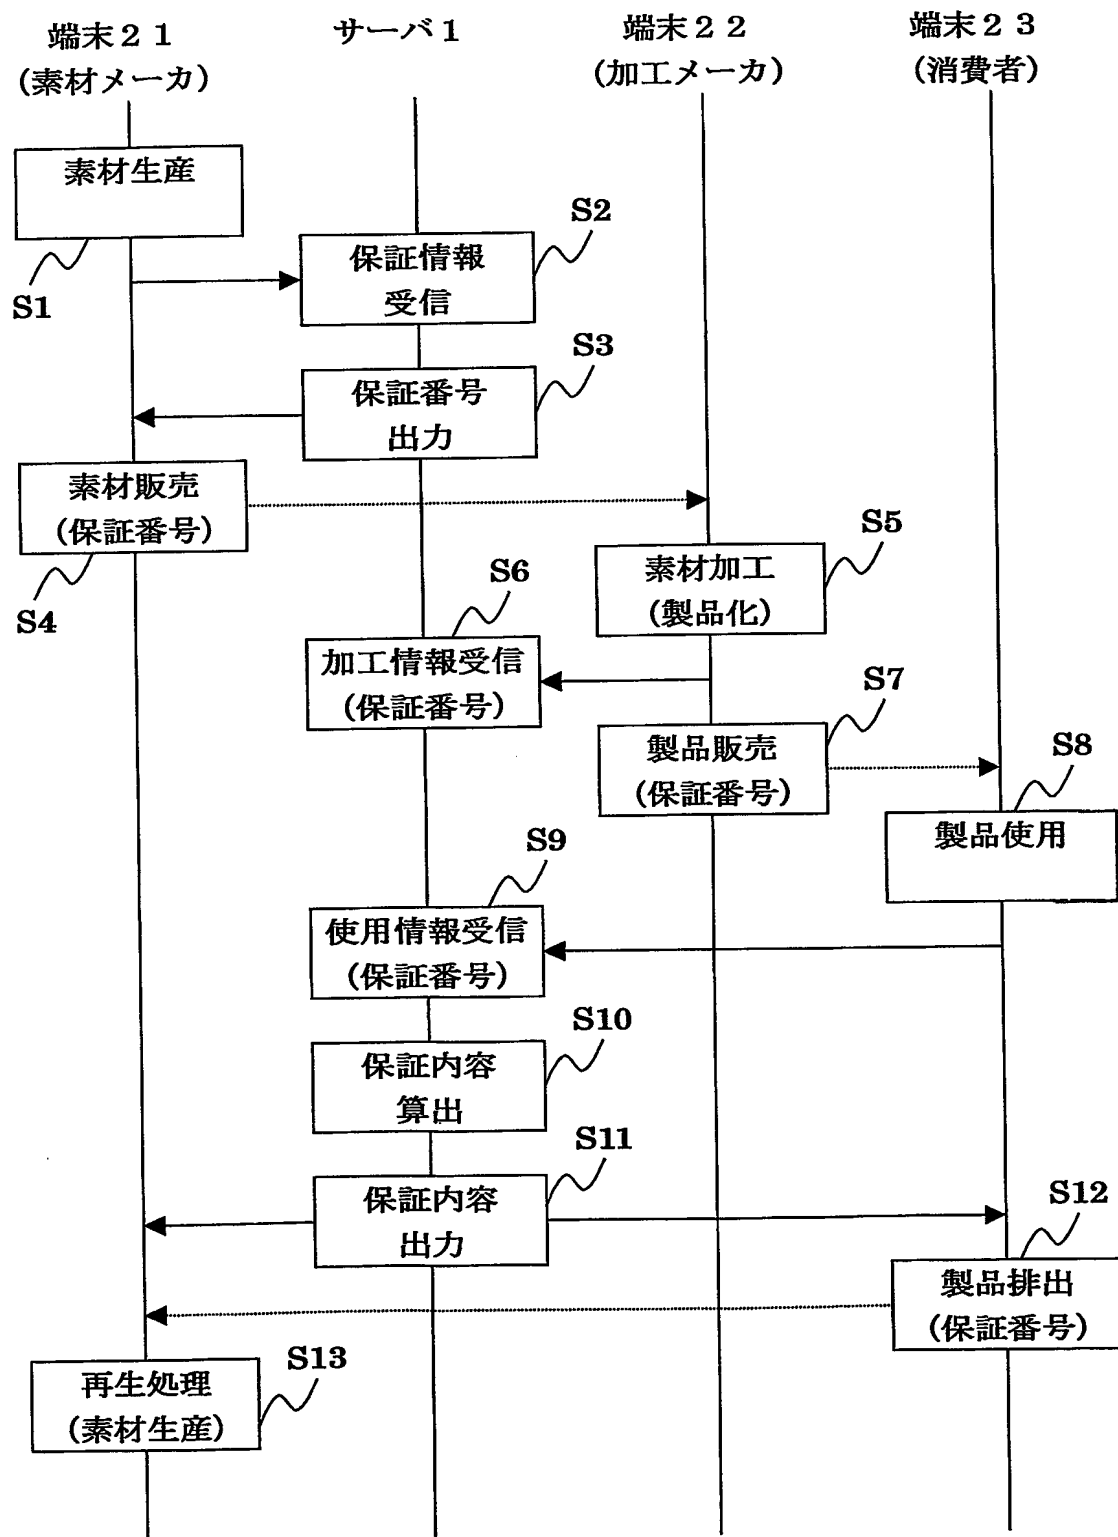 端末２１
(素材メーカ)
サーバ１
端末２２
(加工メーカ)
端末２３
(消費者)
素材生産
S1
S2
保証情報
受信
S3
保証番号
出力
素材販売
(保証番号)
S4
S5
素材加工
(製品化)
S6
加工情報受信
(保証番号)
S7
製品販売
(保証番号)
S8
製品使用
S9
使用情報受信
(保証番号)
S10
保証内容
算出
S11
保証内容
出力
S12
製品排出
(保証番号)
S13
再生処理
(素材生産)